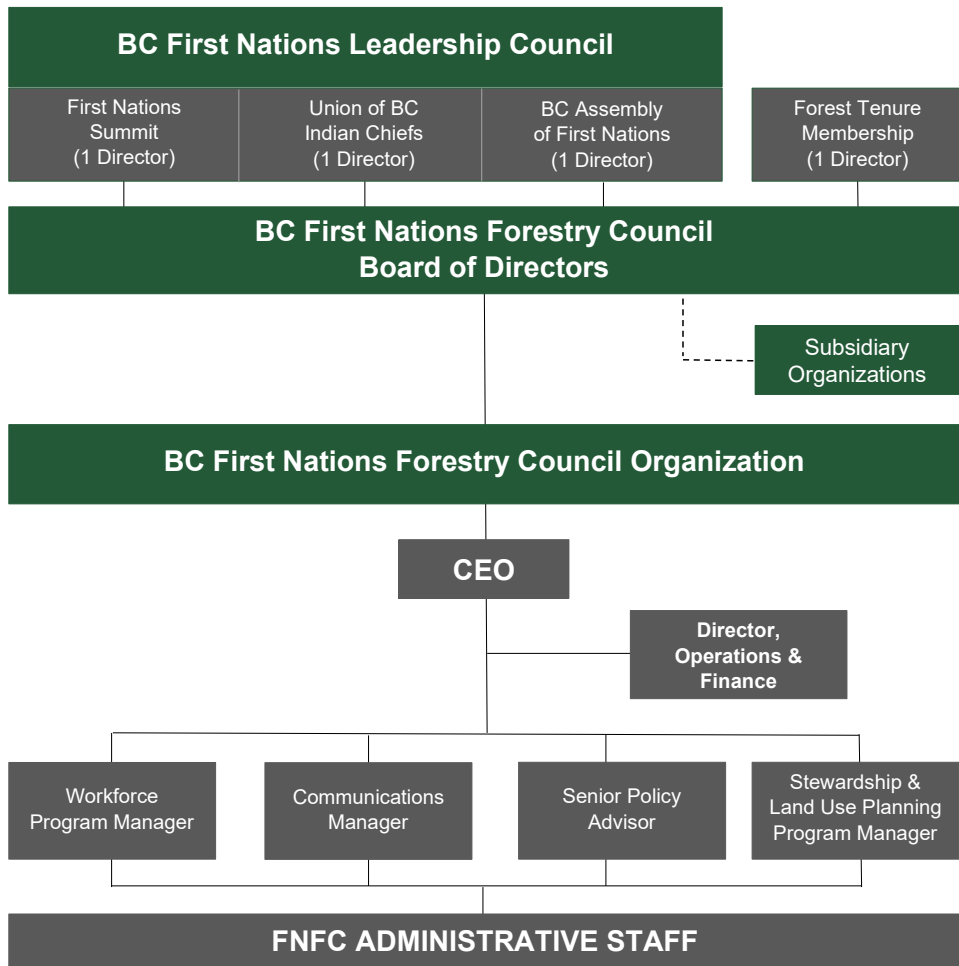 BC First Nations Leadership Council
First Nations
Summit
(1 Director)
Union of BC
Indian Chiefs
(1 Director)
BC Assembly
of First Nations
(1 Director)
Forest Tenure
Membership
(1 Director)
BC First Nations Forestry Council
Board of Directors
Subsidiary
Organizations
BC First Nations Forestry Council Organization
CEO
Director,
Operations &
Finance
Workforce
Program Manager
Communications
Manager
Senior Policy
Advisor
Stewardship &
Land Use Planning
Program Manager
FNFC ADMINISTRATIVE STAFF